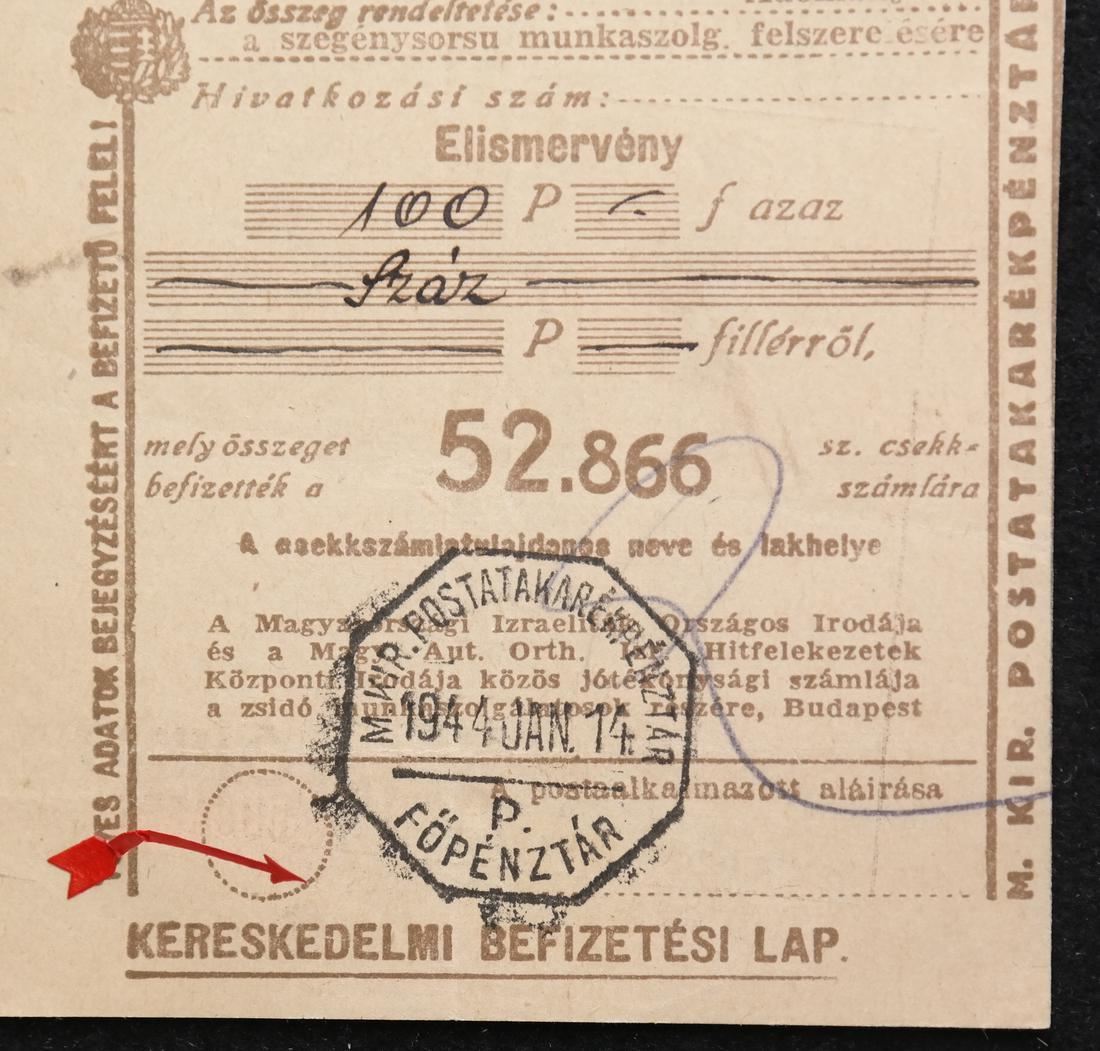 Az összeg rendeltetése:
a szegénysorsu munkaszolg. felszerelésére
Hivatkozási szám:
Elismervény
100 P - f azaz
Száz
P fillérről,
mely összeget befizették a 52.866 sz. csekk-számlára
A csekkszámlatulajdonos neve és lakhelye
A Magyarországi Izraeliták Országos Irodája
és a Magy. Aut. Orth. Izr. Hitfelekezetek
Központi Irodája közös jótékonysági számlája
a zsidó munkaszolgálatosok részére, Budapest
M. KIR. POSTATAKARÉKPÉNZTÁR
1944 JAN. 14
P.
FŐPÉNZTÁR
A postaalkalmazott aláirása
KERESKEDELMI BEFIZETÉSI LAP.
ADATOK BEJEGYZÉSÉÉRT A BEFIZETŐ FELEL!
M. KIR. POSTATAKARÉKPÉNZTÁR